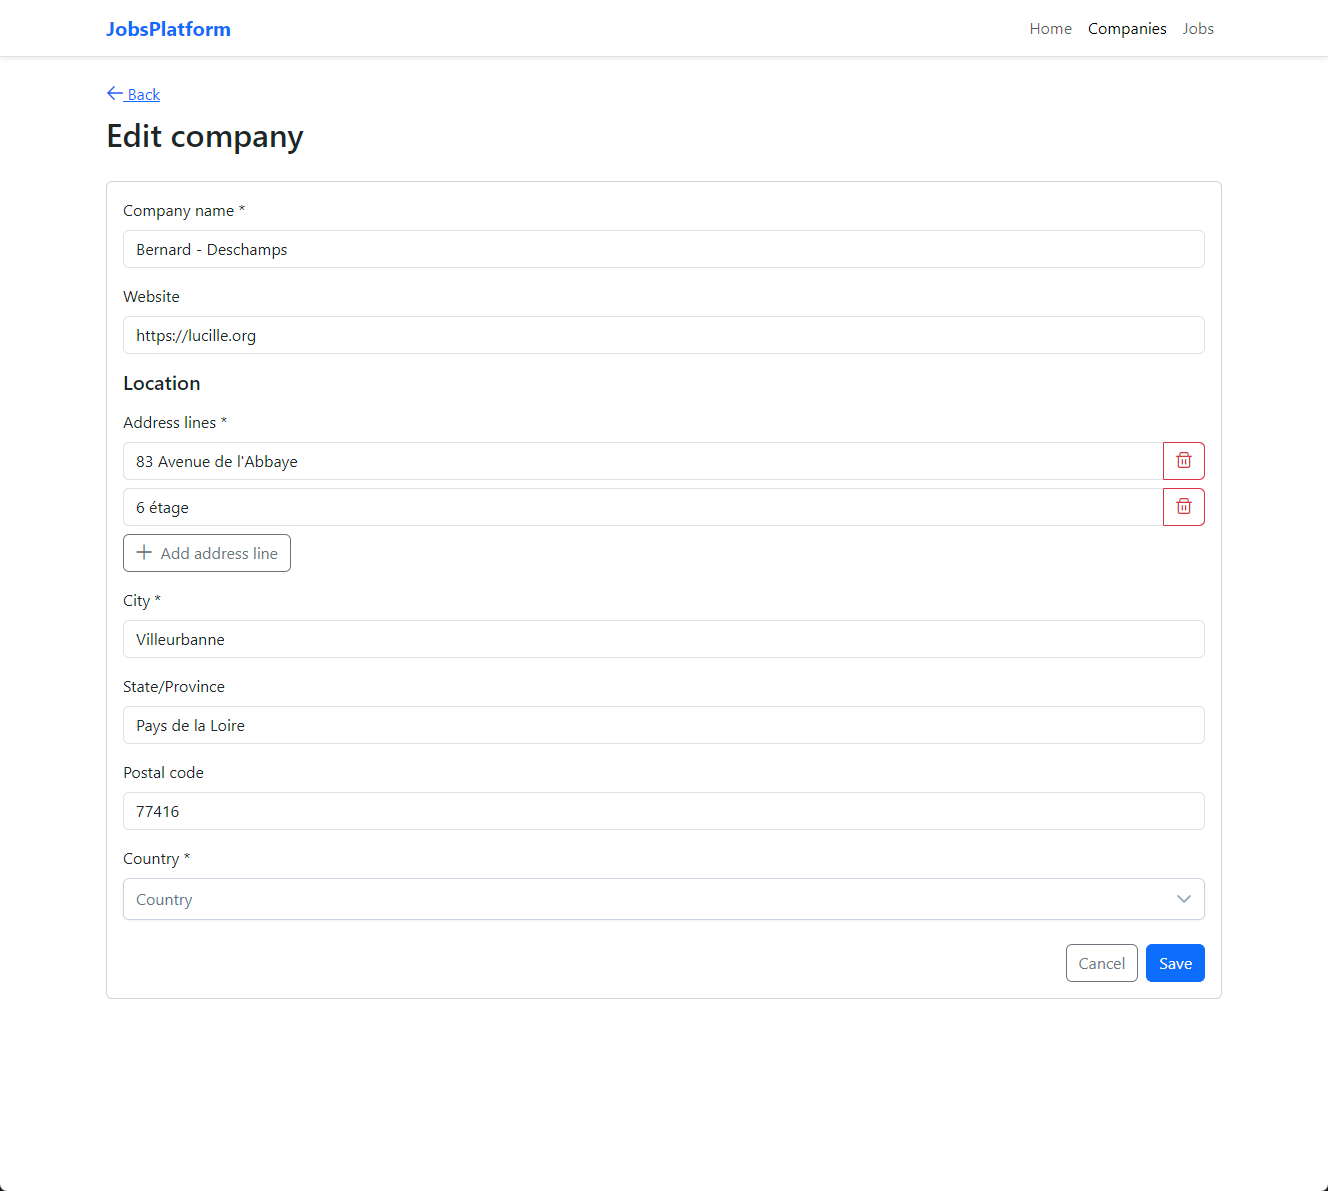 JobsPlatform Home Companies Jobs
Back
Edit company
Company name *
Bernard - Deschamps
Website
https://lucille.org
Location
Address lines *
83 Avenue de l'Abbaye
6 étage
Add address line
City *
Villeurbanne
State/Province
Pays de la Loire
Postal code
77416
Country *
Country
Cancel Save